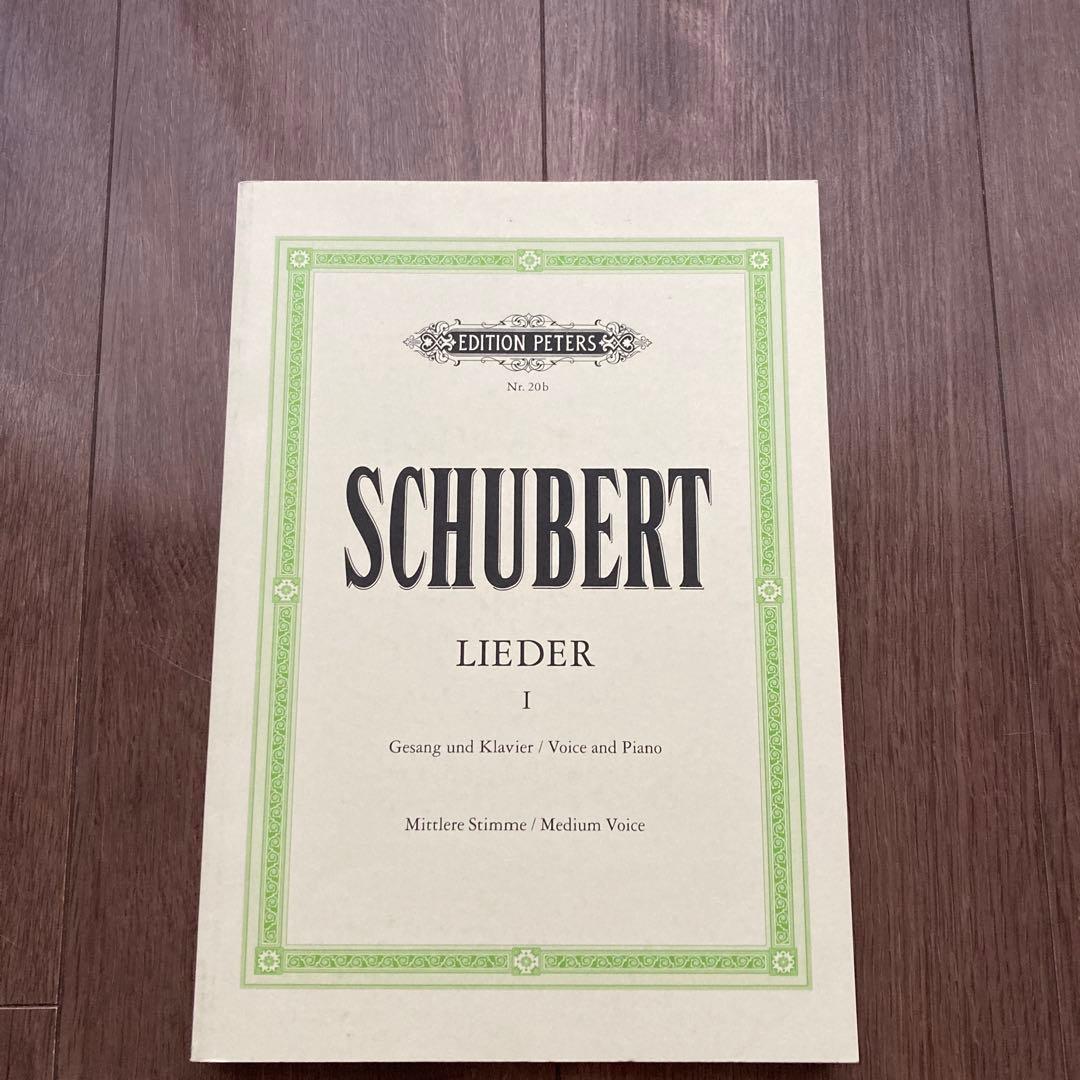 EDITION PETERS
Nr. 20b
SCHUBERT
LIEDER
I
Gesang und Klavier / Voice and Piano
Mittlere Stimme / Medium Voice